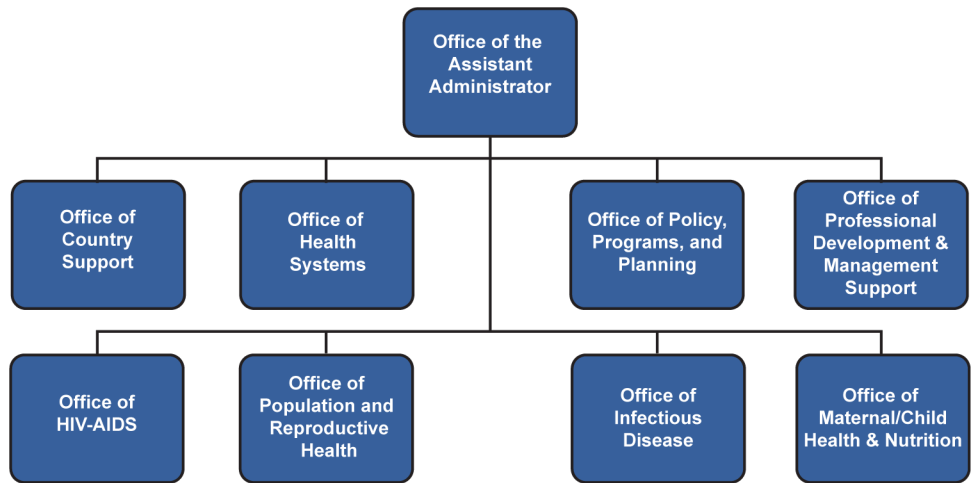 Office of the
Assistant
Administrator
Office of
Country
Support
Office of
Health
Systems
Office of Policy,
Programs, and
Planning
Office of
Professional
Development &
Management
Support
Office of
HIV-AIDS
Office of
Population and
Reproductive
Health
Office of
Infectious
Disease
Office of
Maternal/Child
Health & Nutrition